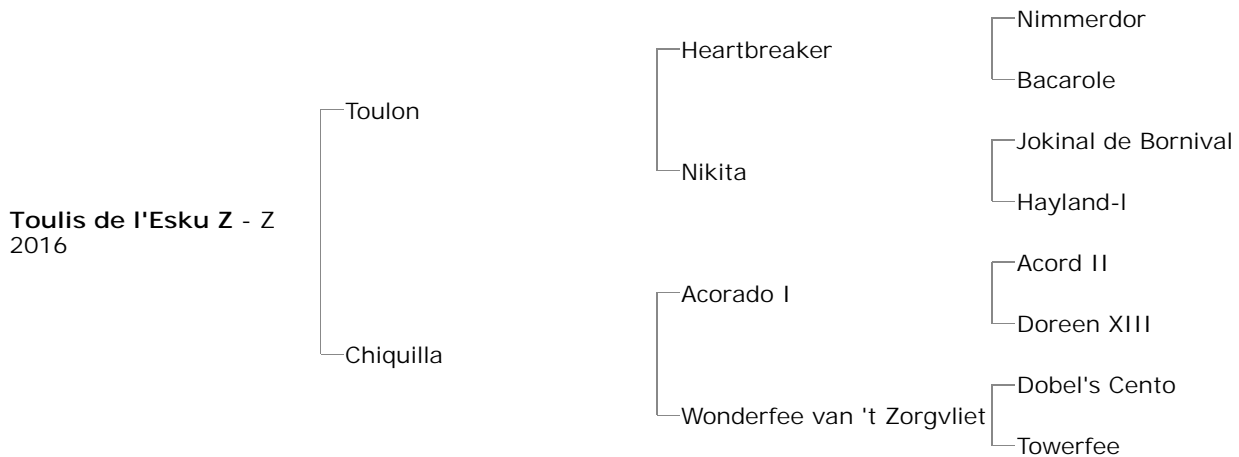 Nimmerdor
Heartbreaker
Bacarole
Toulon
Jokinal de Bornival
Nikita
Hayland-I
Toulis de l'Esku Z - Z
2016
Acord II
Acorado I
Doreen XIII
Chiquilla
Dobel's Cento
Wonderfee van 't Zorgvliet
Towerfee